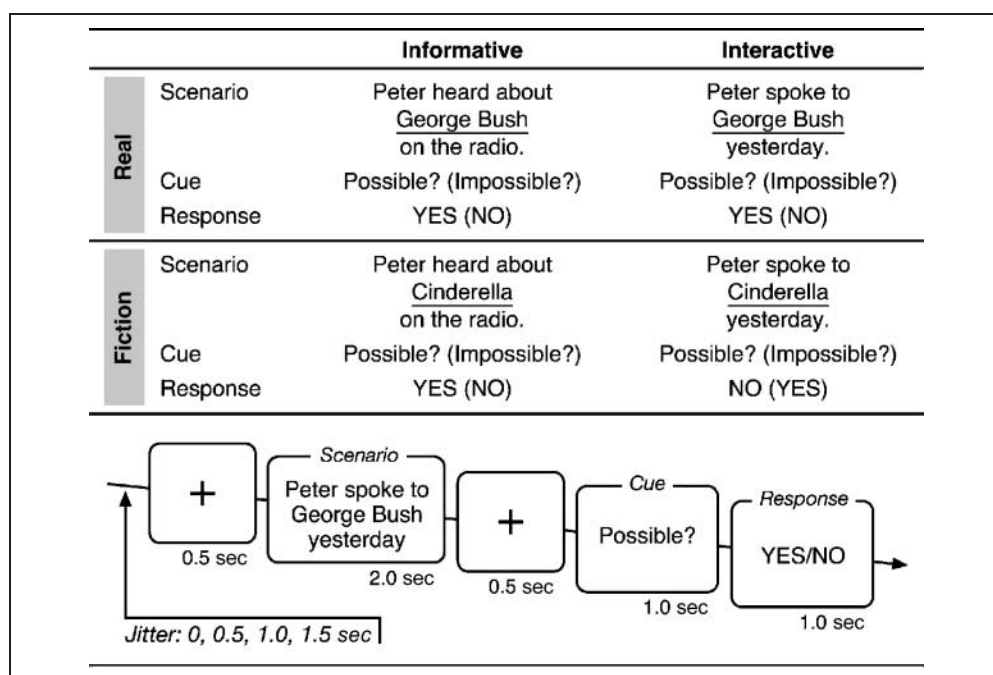 Informative Interactive
Real
Scenario Peter heard about Peter spoke to
George Bush George Bush
on the radio. yesterday.
Cue Possible? (Impossible?) Possible? (Impossible?)
Response YES (NO) YES (NO)
Fiction
Scenario Peter heard about Peter spoke to
Cinderella Cinderella
on the radio. yesterday.
Cue Possible? (Impossible?) Possible? (Impossible?)
Response YES (NO) NO (YES)
+
0.5 sec
Scenario
Peter spoke to
George Bush
yesterday
2.0 sec
+
0.5 sec
Cue
Possible?
1.0 sec
Response
YES/NO
1.0 sec
Jitter: 0, 0.5, 1.0, 1.5 sec